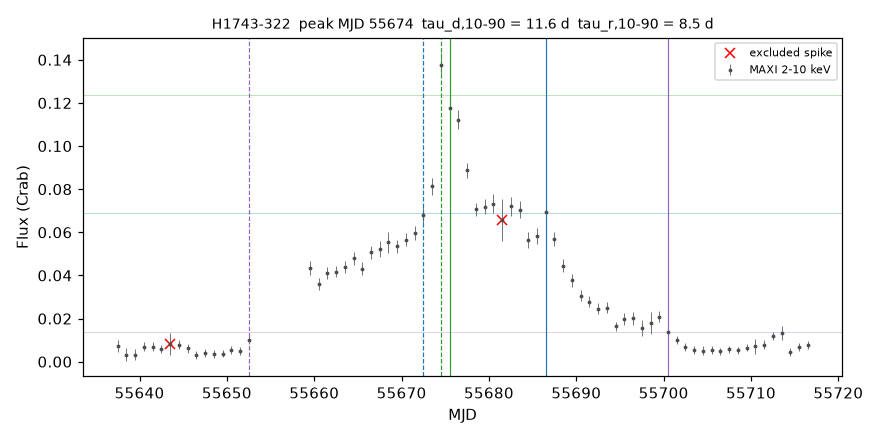 H1743-322 peak MJD 55674 tau_d,10-90 = 11.6 d tau_r,10-90 = 8.5 d
excluded spike
MAXI 2-10 keV
Flux (Crab)
0.14
0.12
0.10
0.08
0.06
0.04
0.02
0.00
55640 55650 55660 55670 55680 55690 55700 55710 55720
MJD